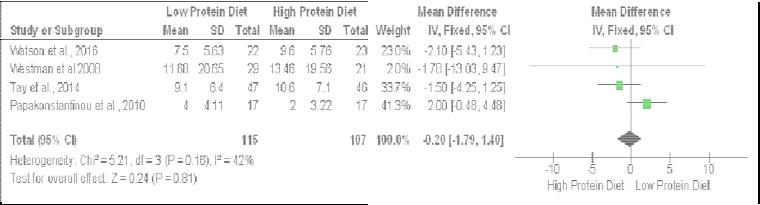 Low Protein Diet High Protein Diet Mean Difference Mean Difference
Study or Subgroup Mean SD Total Mean SD Total Weight IV, Fixed, 95% CI IV, Fixed, 95% CI
Watson et al., 2016 7.5 5.63 22 9.6 5.76 23 23.0% -2.10 [-5.43, 1.23]
Westman et al 2008 11.68 20.65 29 13.46 19.56 21 2.0% -1.78 [-13.03, 9.47]
Tay et al., 2014 9.1 6.4 47 10.6 7.1 46 33.7% -1.50 [-4.25, 1.25]
Papakonstantinou et al., 2010 4 4.11 17 2 3.22 17 41.3% 2.00 [-0.48, 4.48]
Total (95% CI) 115 107 100.0% -0.20 [-1.79, 1.40]
Heterogeneity: Chi² = 5.21, df = 3 (P = 0.16); I² = 42%
Test for overall effect: Z = 0.24 (P = 0.81)
-10 -5 0 5 10
High Protein Diet Low Protein Diet